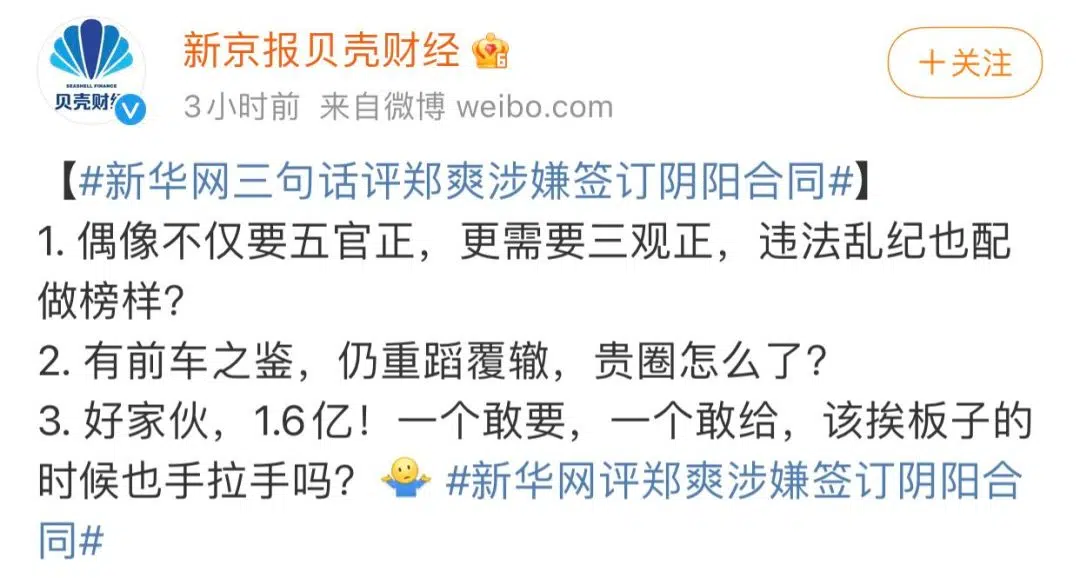 新京报贝壳财经
SEASHELL FINANCE
贝壳财经
3小时前 来自微博 weibo.com
+关注
【#新华网三句话评郑爽涉嫌签订阴阳合同#】
1. 偶像不仅要五官正，更需要三观正，违法乱纪也配
做榜样？
2. 有前车之鉴，仍重蹈覆辙，贵圈怎么了？
3. 好家伙，1.6亿！一个敢要，一个敢给，该挨板子的
时候也手拉手吗？🤷‍♂️ #新华网评郑爽涉嫌签订阴阳合
同#